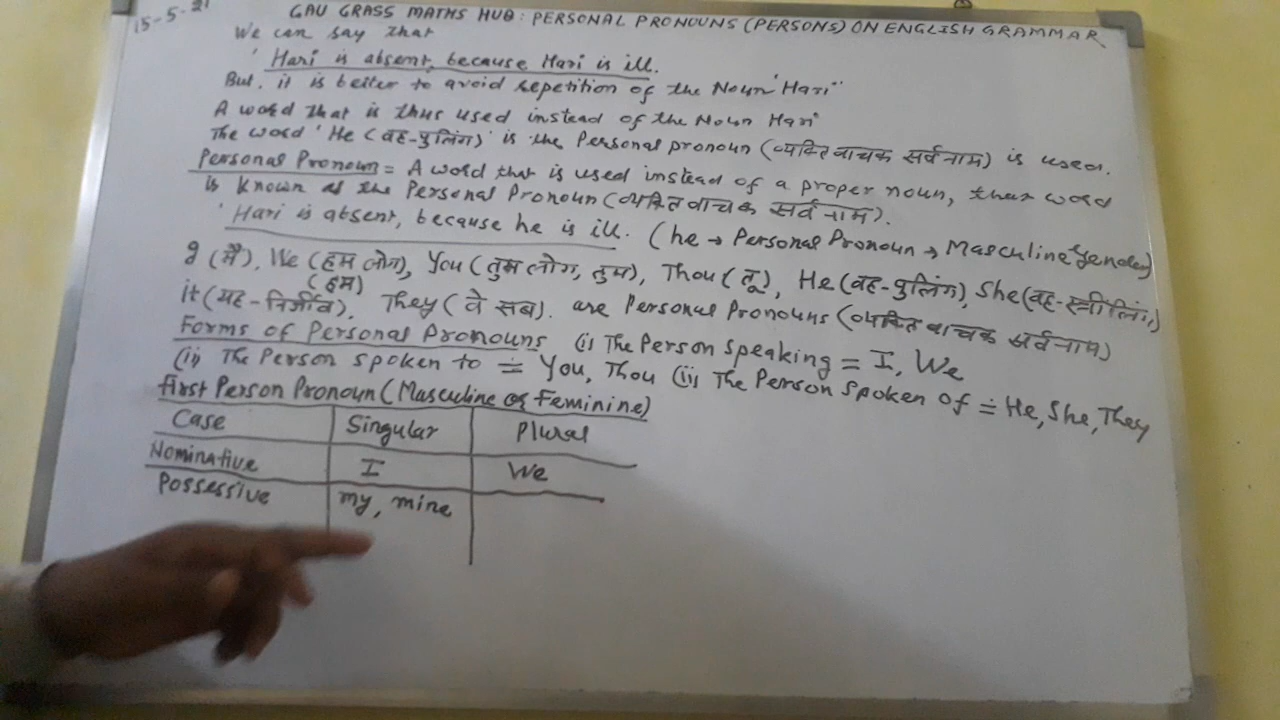 15-5-21
GAU GRASS MATHS HUB: PERSONAL PRONOUNS (PERSONS) ON ENGLISH GRAMMAR
We can say that
'Hari is absent, because Hari is ill.
But, it is better to avoid repetition of the Noun 'Hari''
A word that is thus used instead of the Noun Hari'
The word 'He (वह-पुलिंग)' is the Personal pronoun (व्यक्तिवाचक सर्वनाम) is used.
Personal Pronoun = A word that is used instead of a proper noun, that word
is known as the Personal Pronoun (व्यक्तिवाचक सर्वनाम).
'Hari is absent, because he is ill. (he → Personal Pronoun → Masculine Gender)
I (मैं), We (हम लोग), You (तुम लोग, तुम), Thou (तू), He (वह-पुलिंग), She (वह-स्त्रीलिंग)
(हम)
it (यह-निर्जीव), They (वे सब). are Personal Pronouns (व्यक्तिवाचक सर्वनाम)
Forms of Personal Pronouns (i) The Person Speaking = I, We
(ii) The Person spoken to = You, Thou (iii) The Person Spoken of = He, She, They
First Person Pronoun (Masculine or Feminine)
Case Singular Plural
Nominative I We
Possessive my, mine